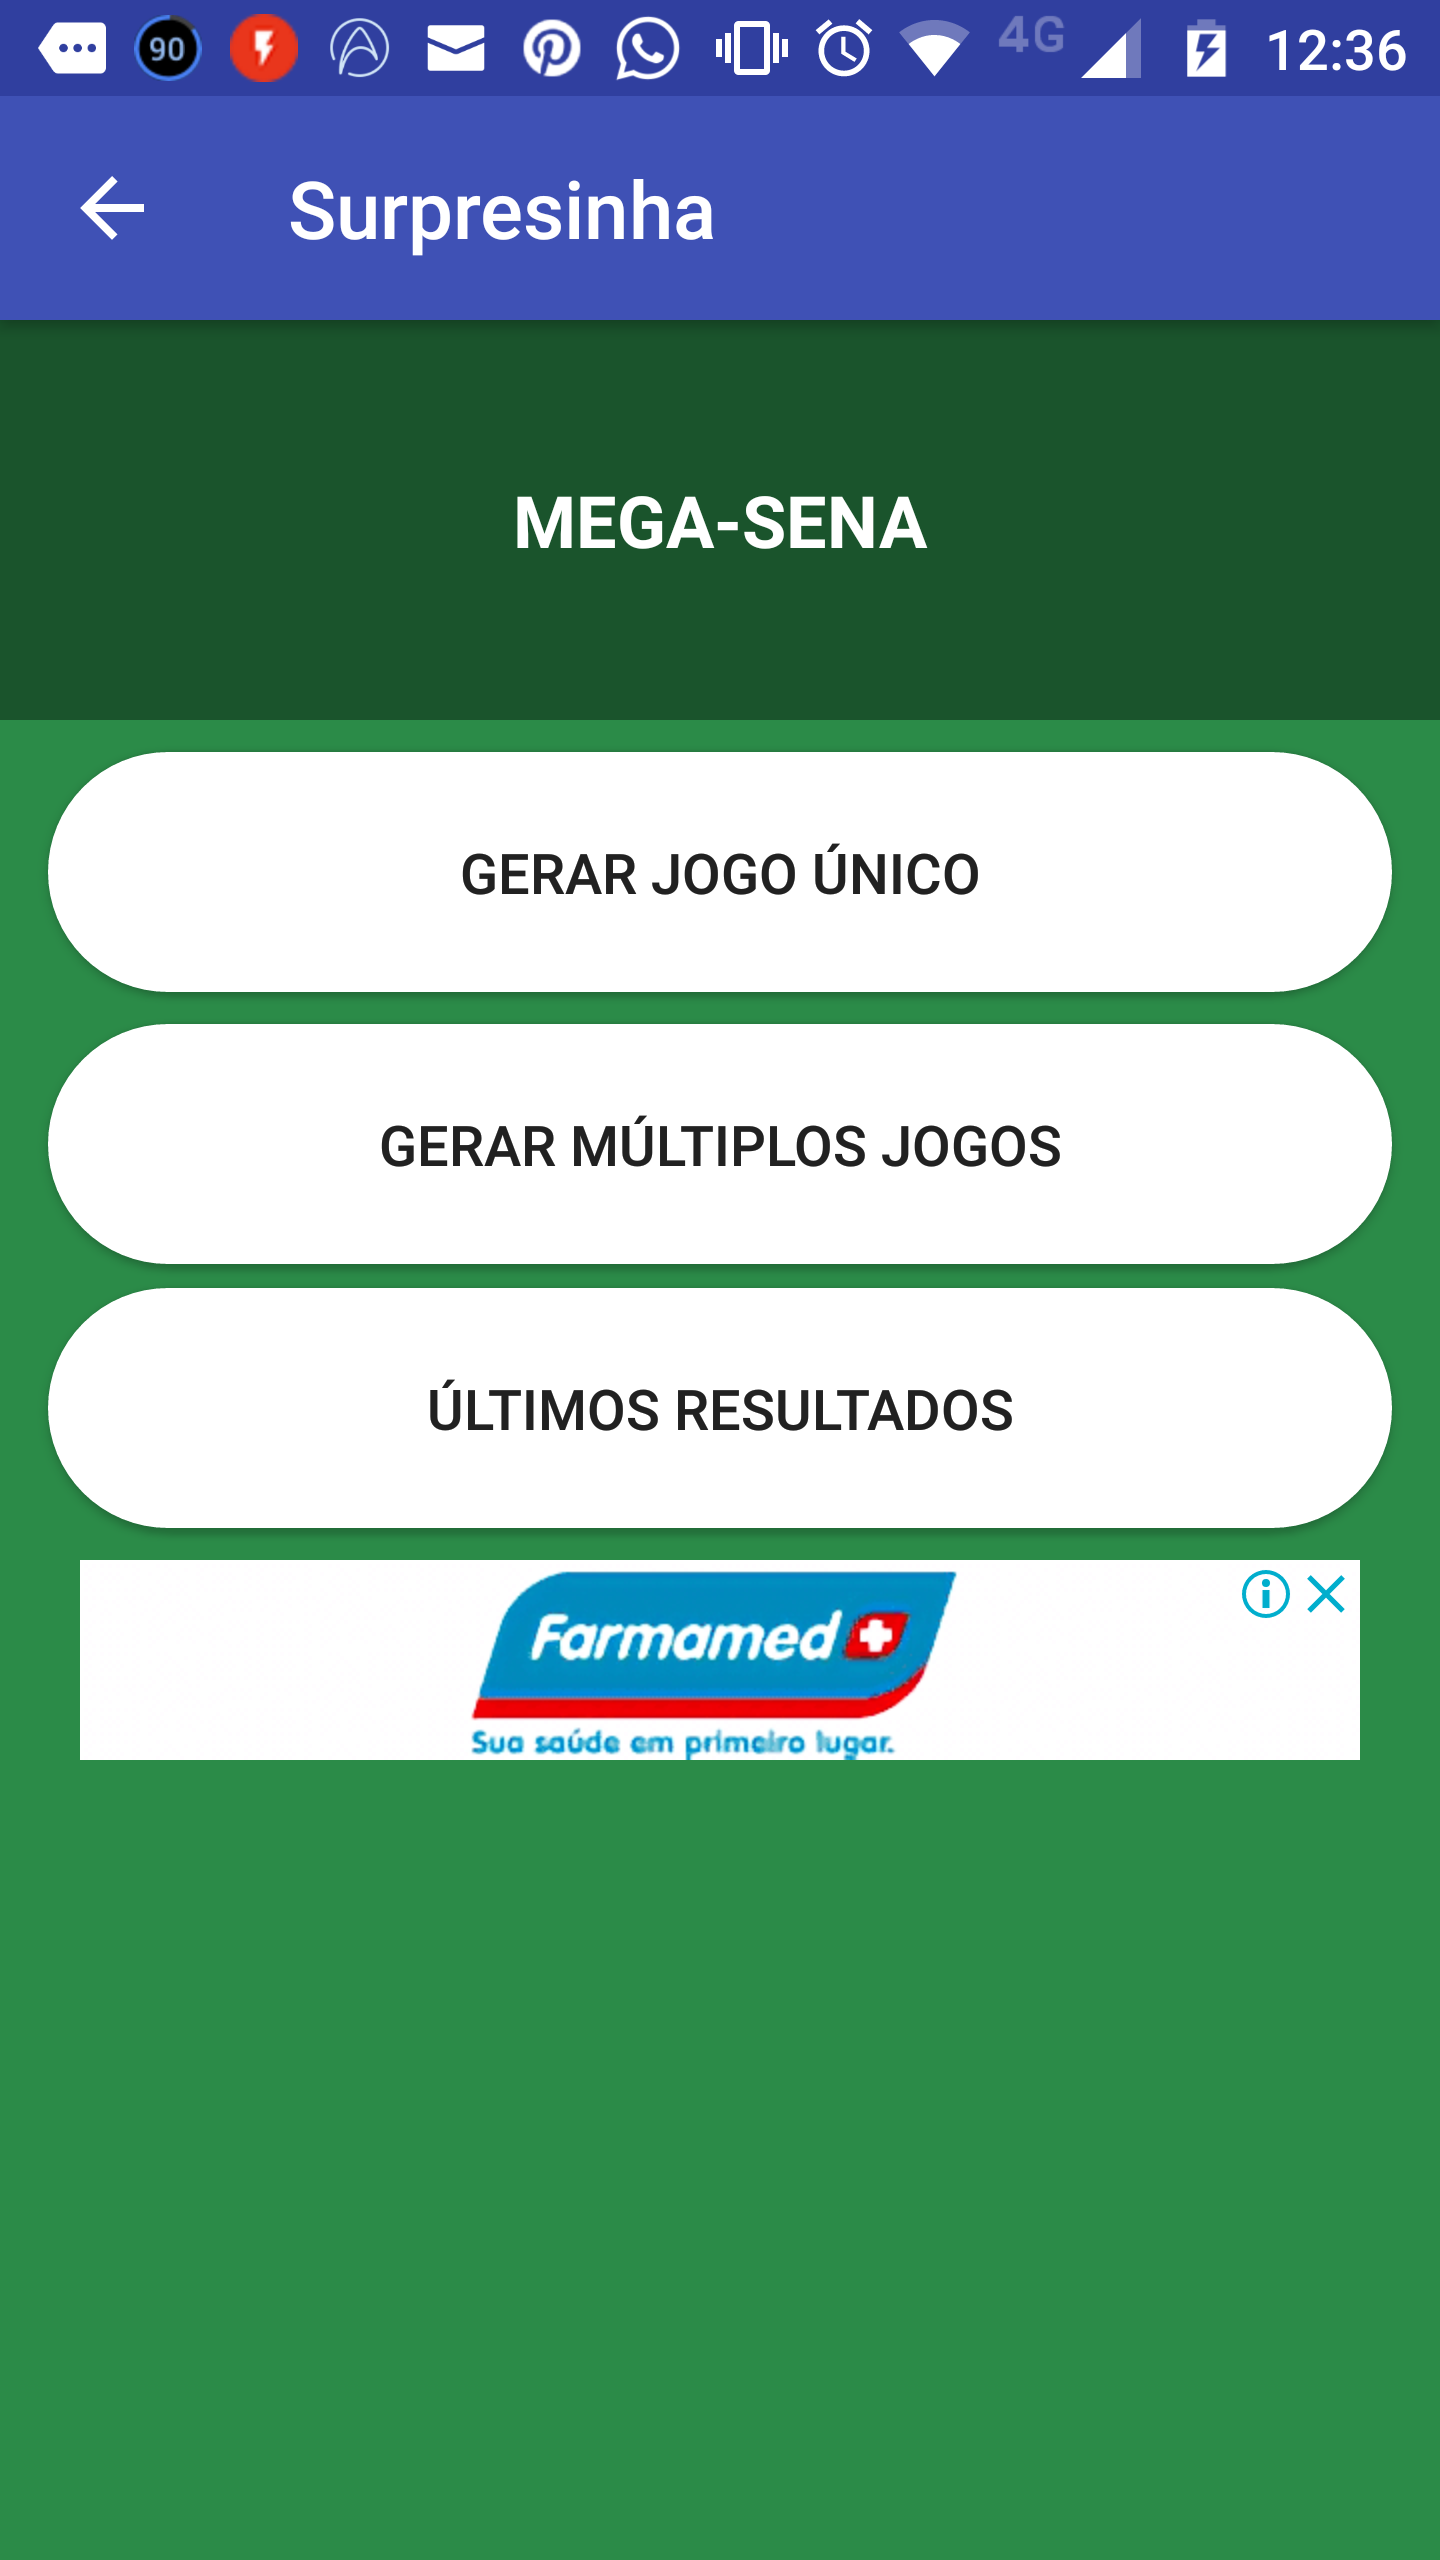 90
4G
12:36
Surpresinha
MEGA-SENA
GERAR JOGO ÚNICO
GERAR MÚLTIPLOS JOGOS
ÚLTIMOS RESULTADOS
Farmamed
Sua saúde em primeiro lugar.